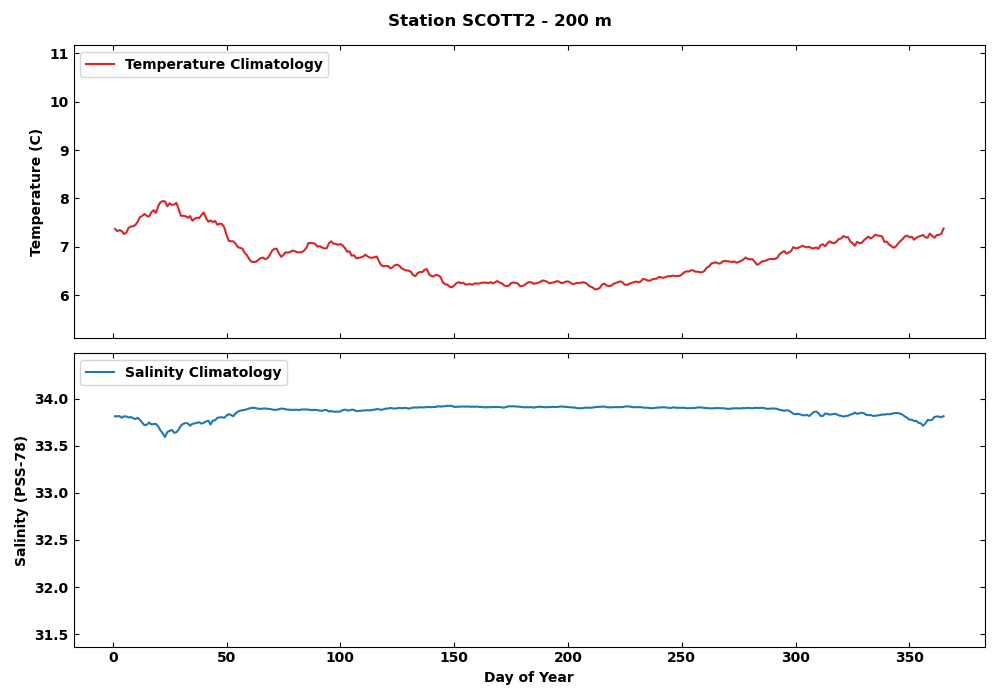 Station SCOTT2 - 200 m
Temperature Climatology
11
10
9
8
7
6
Temperature (C)
Salinity Climatology
34.0
33.5
33.0
32.5
32.0
31.5
Salinity (PSS-78)
0 50 100 150 200 250 300 350
Day of Year